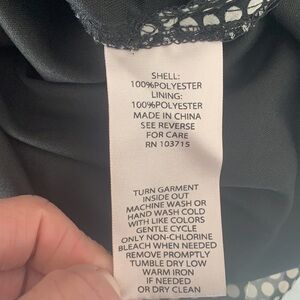 SHELL:
100%POLYESTER
LINING:
100%POLYESTER
MADE IN CHINA
SEE REVERSE
FOR CARE
RN 103715
TURN GARMENT
INSIDE OUT
MACHINE WASH OR
HAND WASH COLD
WITH LIKE COLORS
GENTLE CYCLE
ONLY NON-CHLORINE
BLEACH WHEN NEEDED
REMOVE PROMPTLY
TUMBLE DRY LOW
WARM IRON
IF NEEDED
OR DRY CLEAN